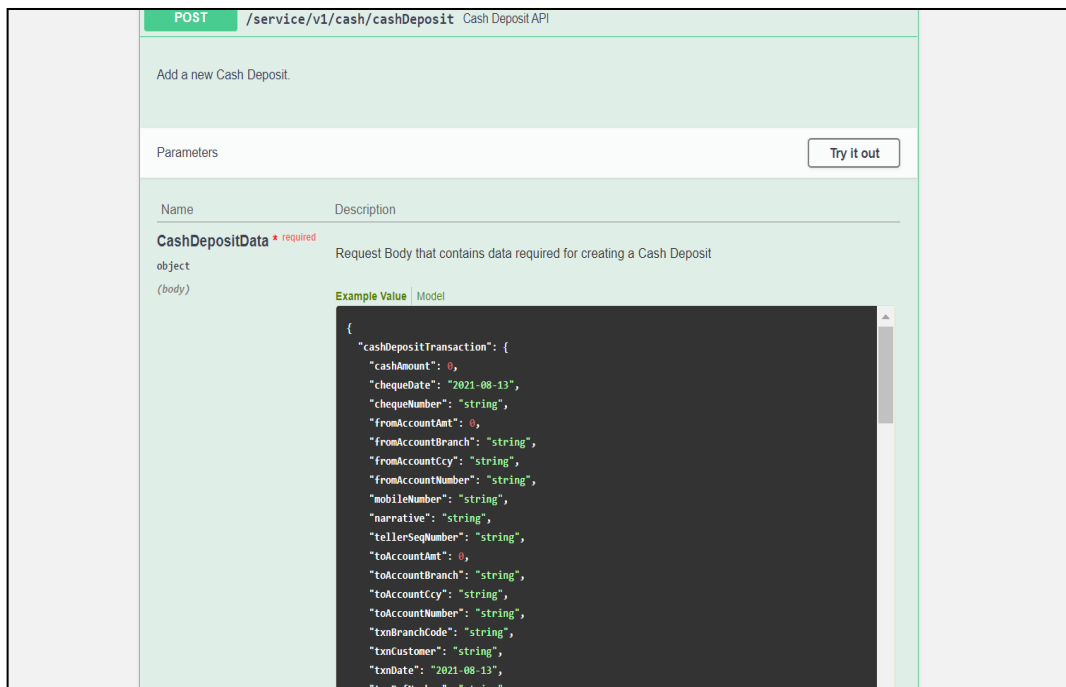 POST /service/v1/cash/cashDeposit Cash Deposit API
Add a new Cash Deposit.
Parameters
Try it out
Name Description
CashDepositData * required
object
(body)
Request Body that contains data required for creating a Cash Deposit
Example Value Model
{
"cashDepositTransaction": {
"cashAmount": 0,
"chequeDate": "2021-08-13",
"chequeNumber": "string",
"fromAccountAmt": 0,
"fromAccountBranch": "string",
"fromAccountCcy": "string",
"fromAccountNumber": "string",
"mobileNumber": "string",
"narrative": "string",
"tellerSeqNumber": "string",
"toAccountAmt": 0,
"toAccountBranch": "string",
"toAccountCcy": "string",
"toAccountNumber": "string",
"txnBranchCode": "string",
"txnCustomer": "string",
"txnDate": "2021-08-13",